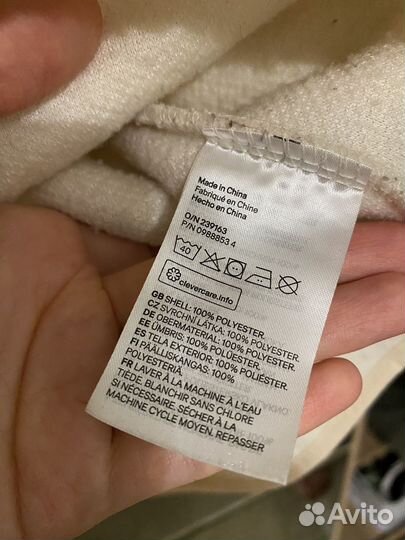 Made in China
Fabriqué en Chine
Hecho en China
O/N 239163
P/N 0988853 4
40
clevercare.info
GB SHELL: 100% POLYESTER
CZ SVRCHNÍ LÁTKA: 100% POLYESTER.
DE OBERMATERIAL: 100% POLYESTER
EE ÜMBRIS: 100% POLÜESTER.
ES TELA EXTERIOR: 100% POLIÉSTER.
FI PÄÄLLISKANGAS: 100%
POLYESTERIÄ.
FR LAVER À LA MACHINE À L'EAU
TIÈDE. BLANCHIR SANS CHLORE
SI NÉCESSAIRE. SÉCHER À LA
MACHINE CYCLE MOYEN. REPASSER
Avito